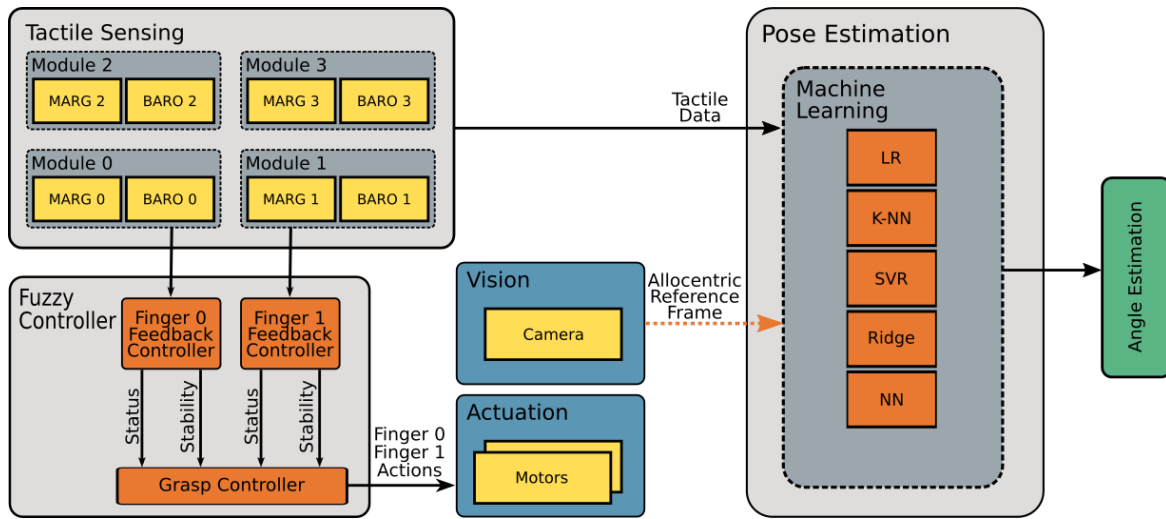 Tactile Sensing
Module 2
MARG 2
BARO 2
Module 3
MARG 3
BARO 3
Module 0
MARG 0
BARO 0
Module 1
MARG 1
BARO 1
Tactile
Data
Pose Estimation
Machine
Learning
LR
K-NN
SVR
Ridge
NN
Angle Estimation
Fuzzy
Controller
Finger 0
Feedback
Controller
Finger 1
Feedback
Controller
Status
Stability
Status
Stability
Grasp Controller
Finger 0
Finger 1
Actions
Vision
Camera
Allocentric
Reference
Frame
Actuation
Motors